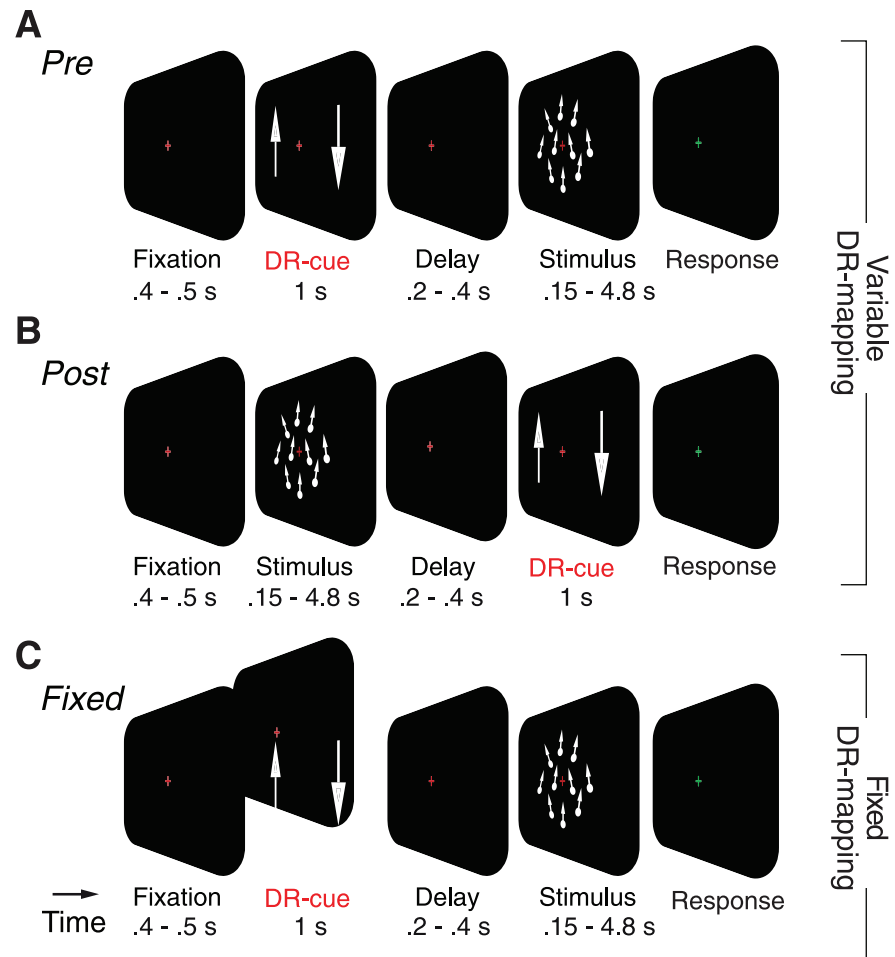 A
Pre
Fixation DR-cue Delay Stimulus Response
.4 - .5 s 1 s .2 - .4 s .15 - 4.8 s
B
Post
Fixation Stimulus Delay DR-cue Response
.4 - .5 s .15 - 4.8 s .2 - .4 s 1 s
Variable
DR-mapping
C
Fixed
Fixation DR-cue Delay Stimulus Response
.4 - .5 s 1 s .2 - .4 s .15 - 4.8 s
Time
Fixed
DR-mapping